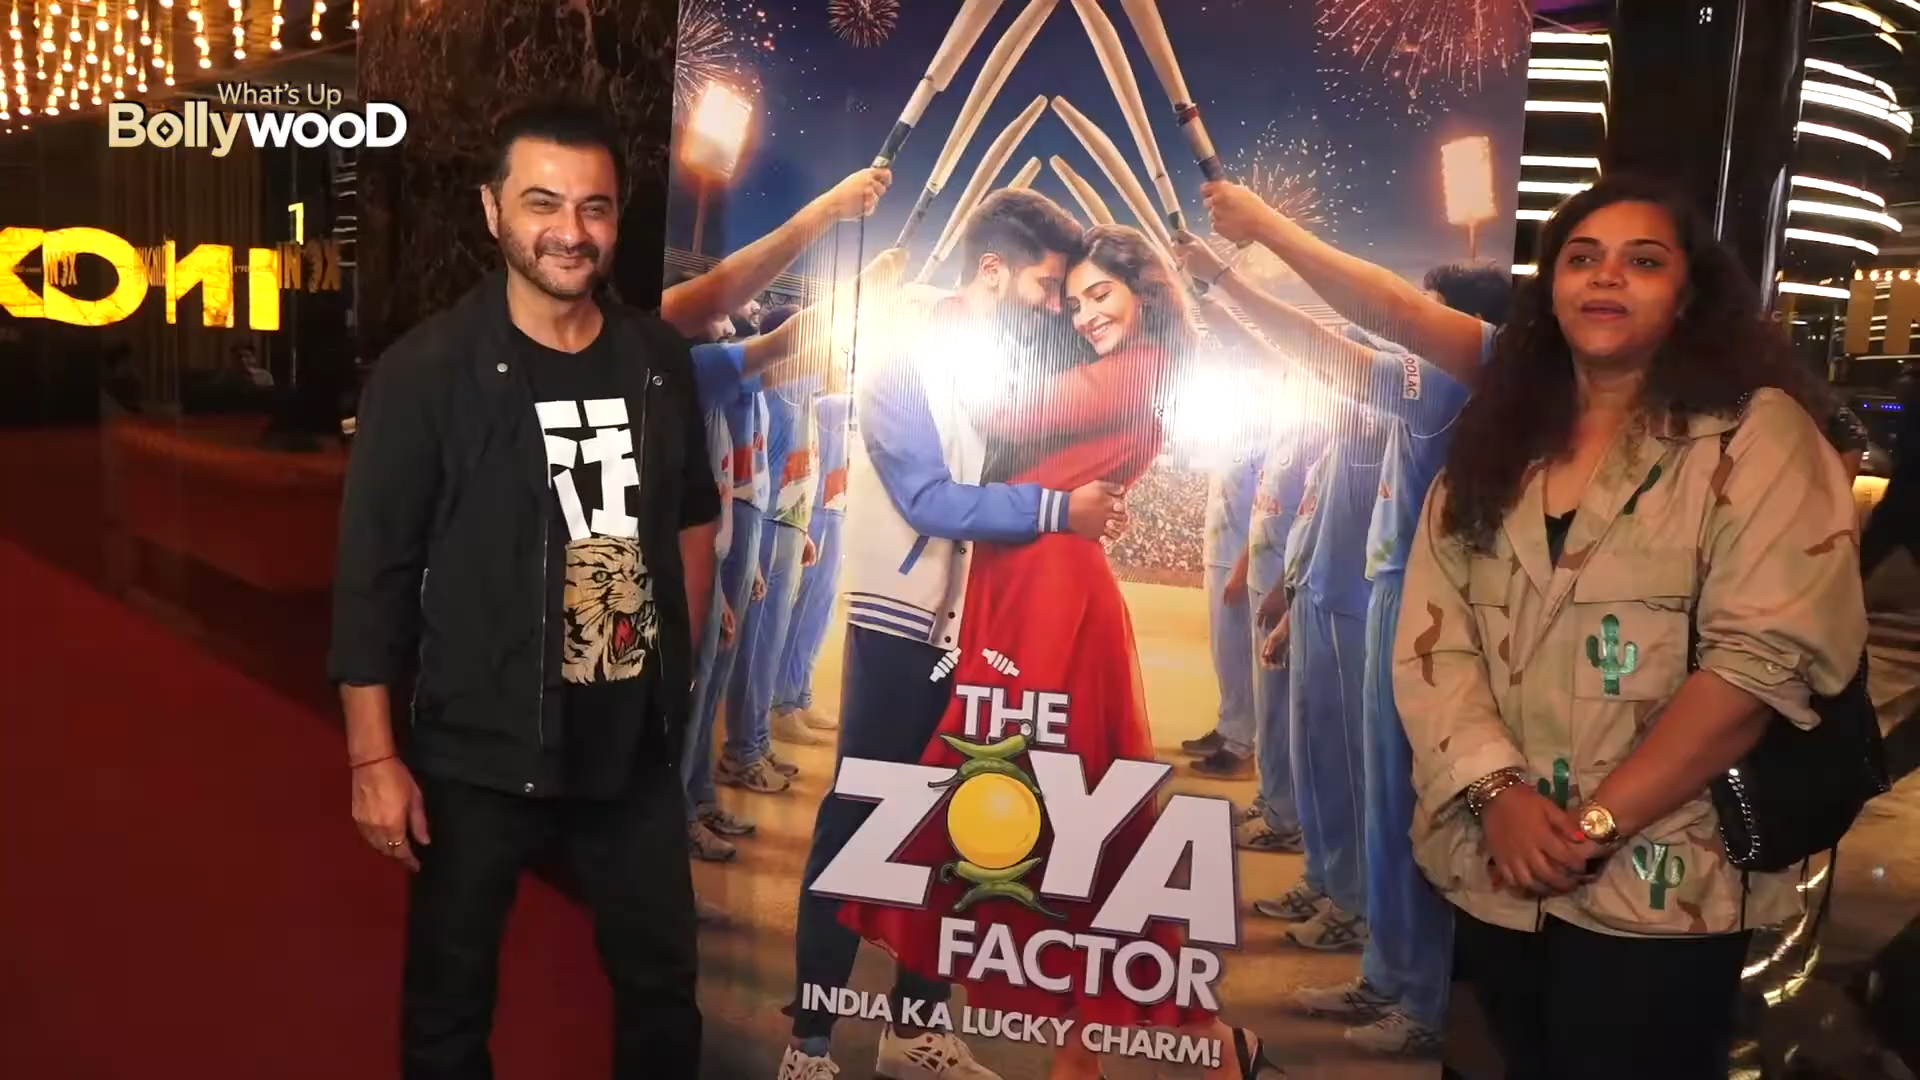 What's Up
BollywooD
INOX
THE
ZOYA
FACTOR
INDIA KA LUCKY CHARM!